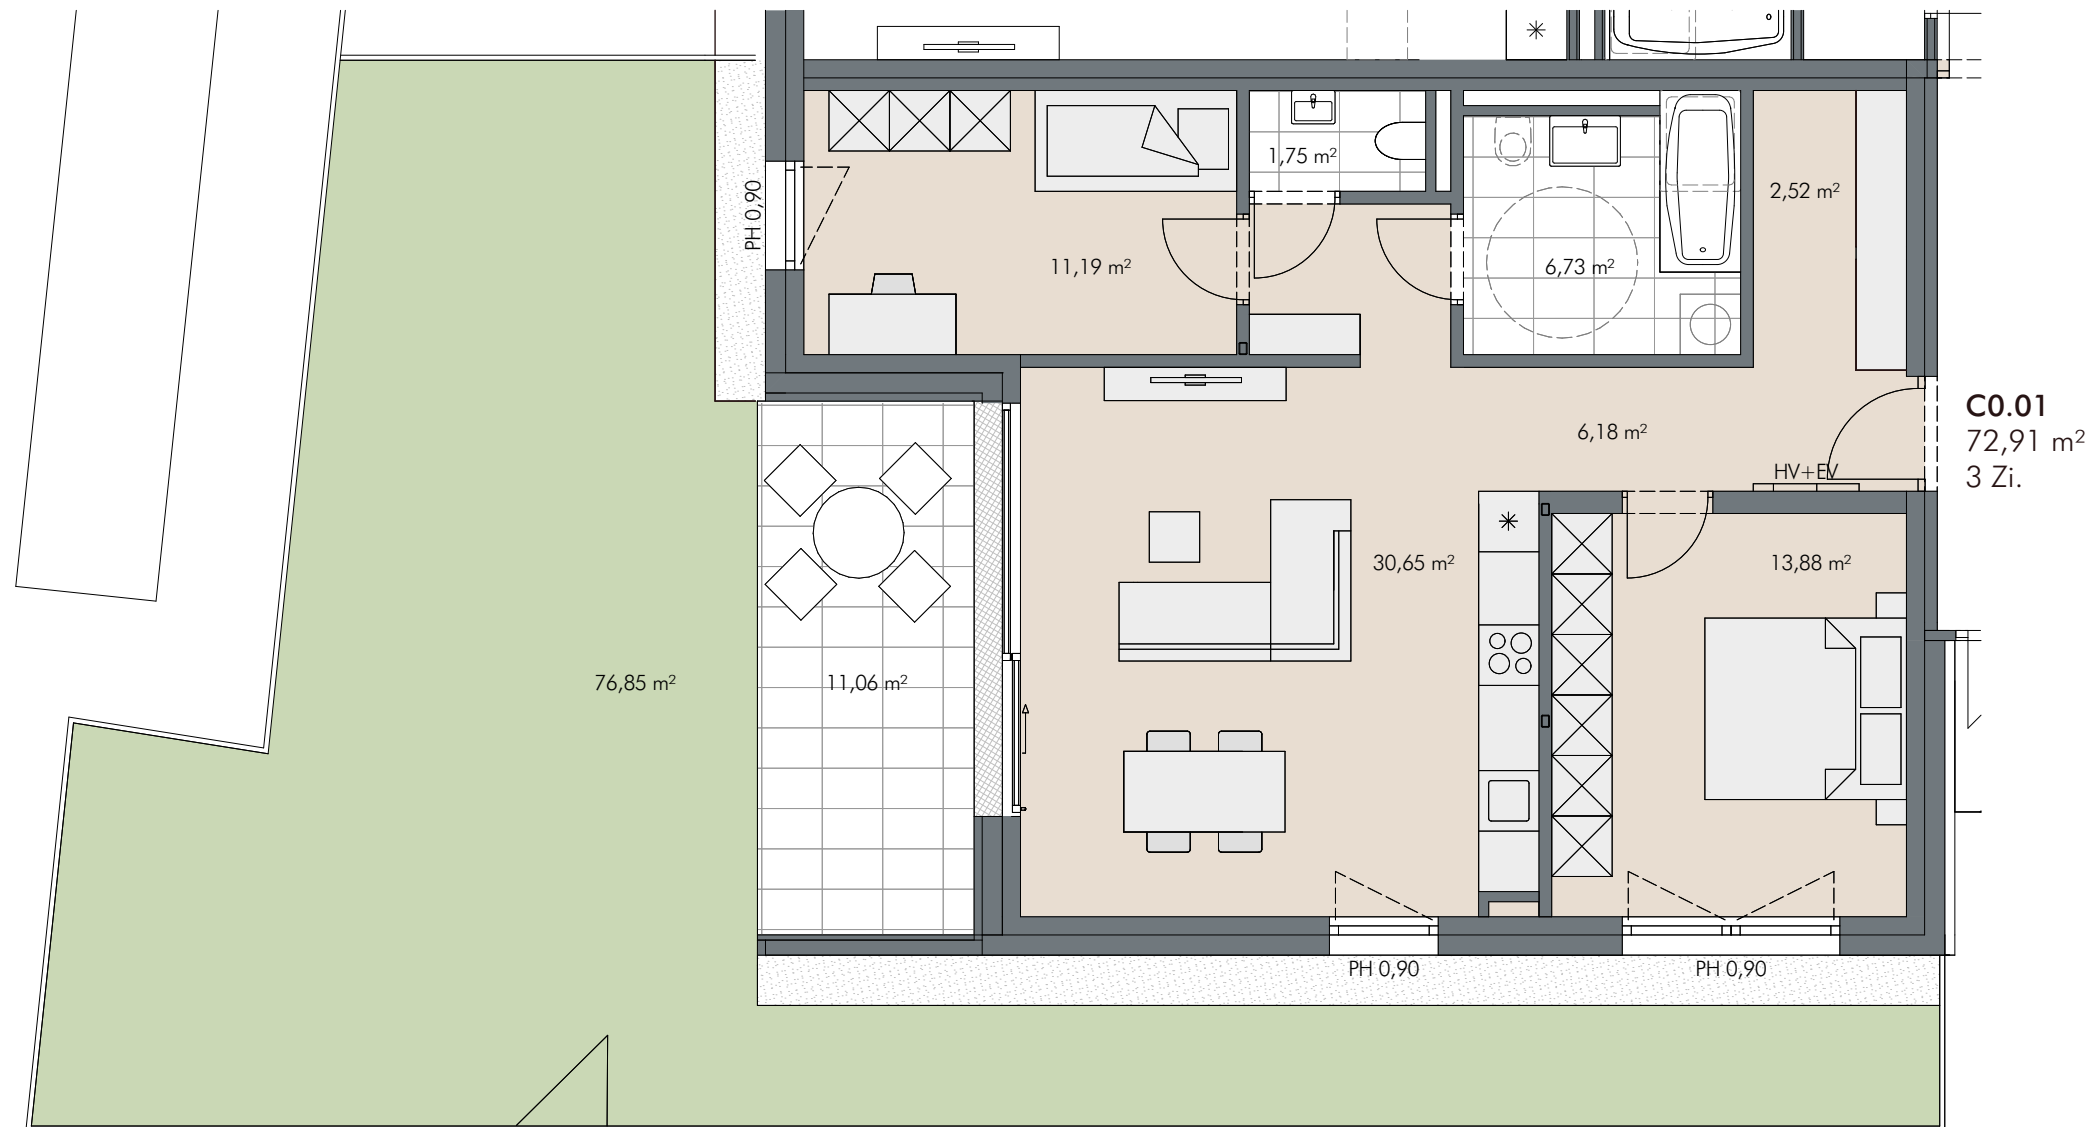 1,75 m²
PH 0,90
2,52 m²
11,19 m²
6,73 m²
C0.01
72,91 m²
3 Zi.
6,18 m²
HV+EV
30,65 m²
13,88 m²
76,85 m²
11,06 m²
PH 0,90
PH 0,90